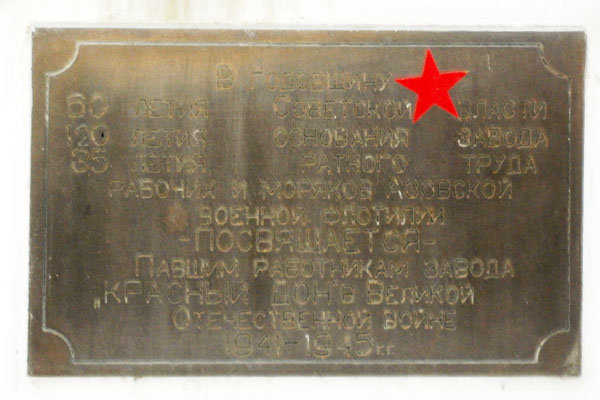 В ГОДОВЩИНУ
60 ЛЕТИЯ СОВЕТСКОЙ ВЛАСТИ
120 ЛЕТИЯ ОСНОВАНИЯ ЗАВОДА
35 ЛЕТИЯ РАТНОГО ТРУДА
РАБОЧИХ И МОРЯКОВ АЗОВСКОЙ
ВОЕННОЙ ФЛОТИЛИИ
-ПОСВЯЩАЕТСЯ-
ПАВШИМ РАБОТНИКАМ ЗАВОДА
„КРАСНЫЙ ДОН" В ВЕЛИКОЙ
ОТЕЧЕСТВЕННОЙ ВОЙНЕ
1941-1945 гг.